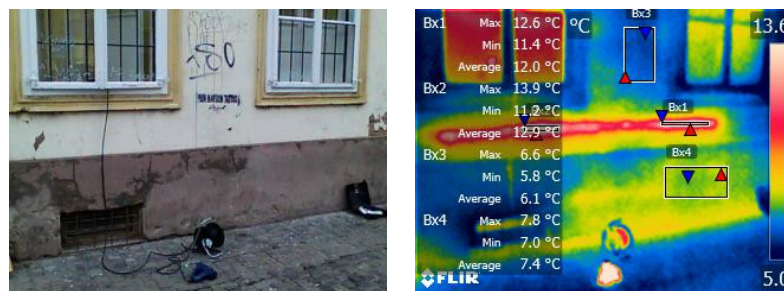 Bx1 Max 12.6 °C
Min 11.4 °C
Average 12.0 °C
Bx2 Max 13.9 °C
Min 11.2 °C
Average 12.9 °C
Bx3 Max 6.6 °C
Min 5.8 °C
Average 6.1 °C
Bx4 Max 7.8 °C
Min 7.0 °C
Average 7.4 °C
°C
Bx3
13.6
Bx1
Bx4
FLIR
5.0